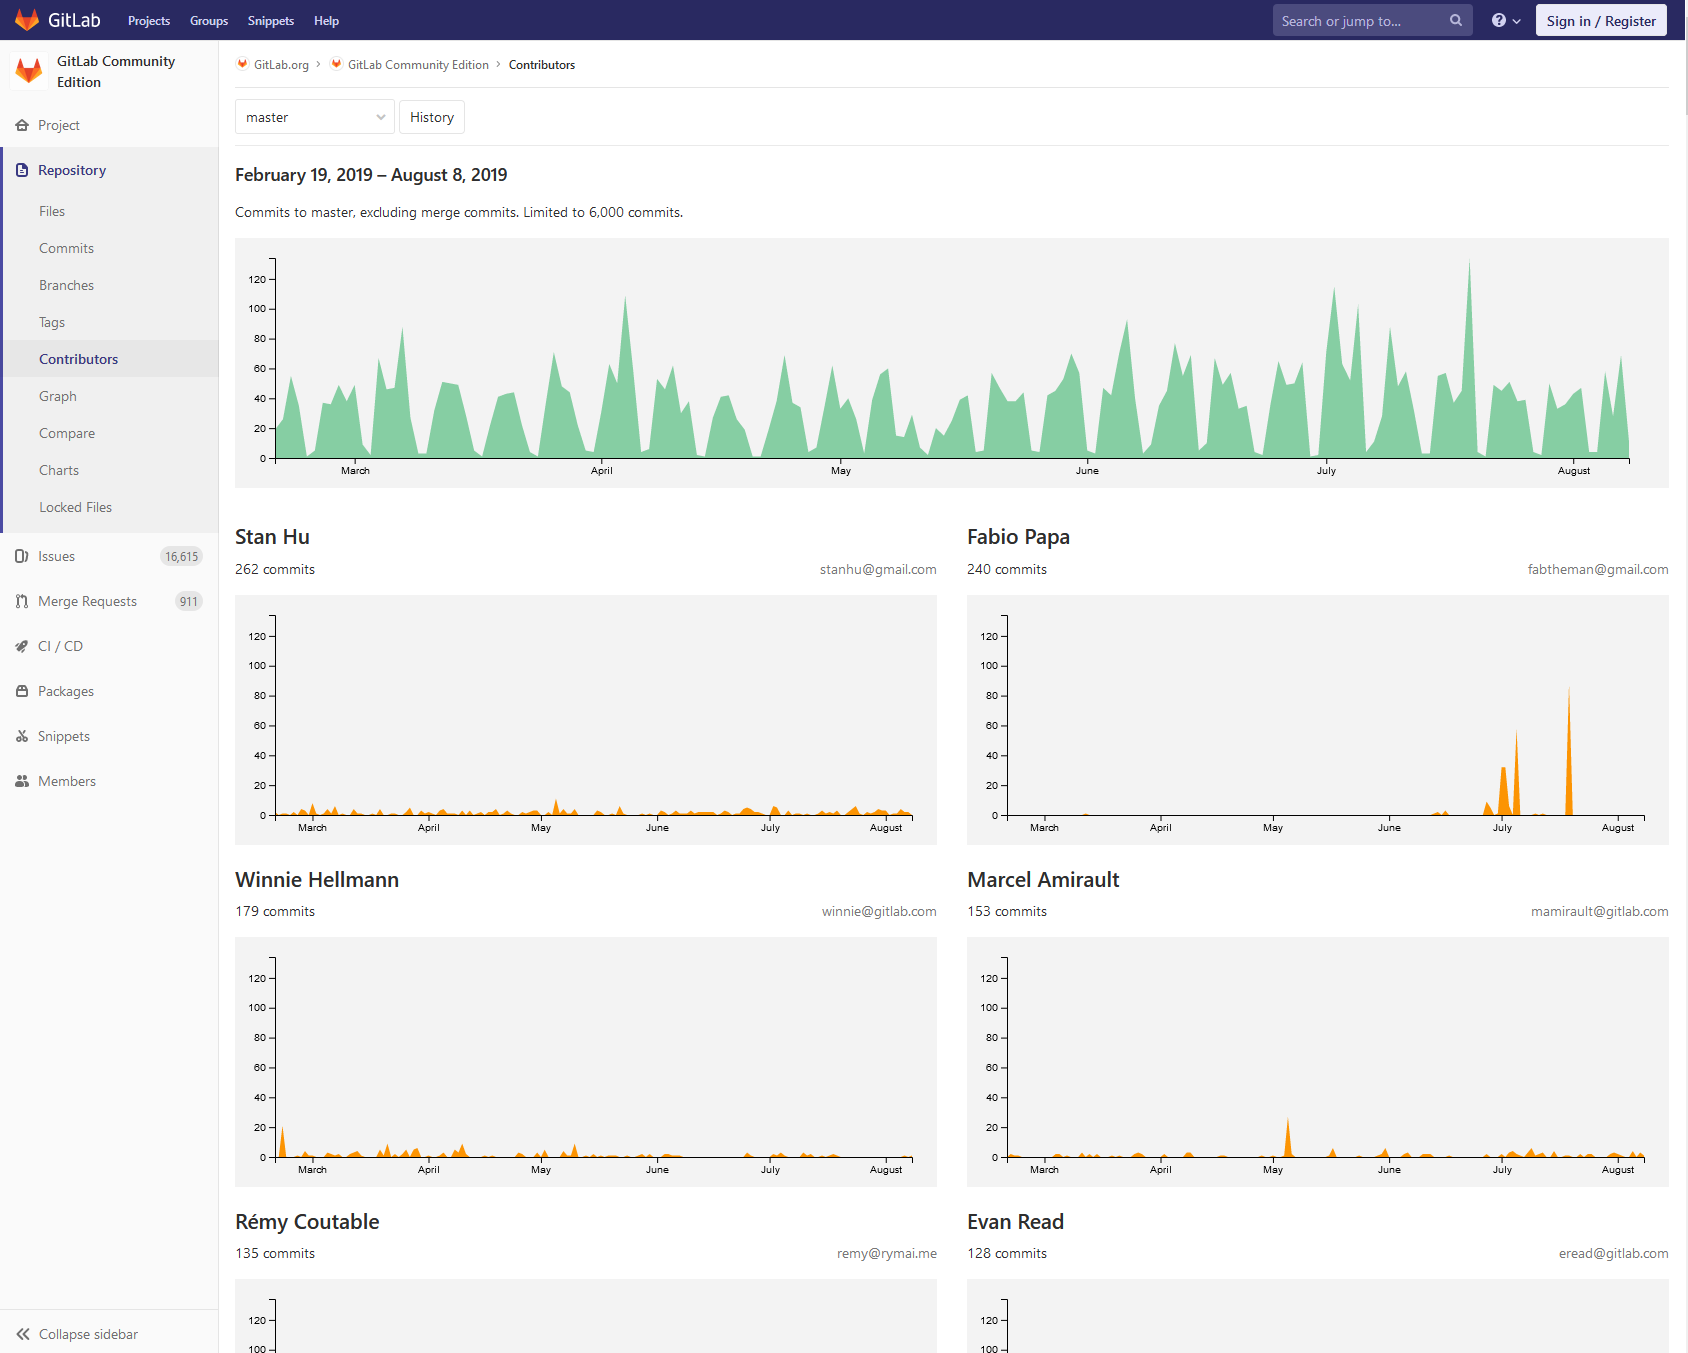 GitLab Projects Groups Snippets Help Search or jump to... Sign in / Register
GitLab Community
Edition
Project
Repository
Files
Commits
Branches
Tags
Contributors
Graph
Compare
Charts
Locked Files
Issues 16,615
Merge Requests 911
CI / CD
Packages
Snippets
Members
Collapse sidebar
GitLab.org › GitLab Community Edition › Contributors
master History
February 19, 2019 – August 8, 2019
Commits to master, excluding merge commits. Limited to 6,000 commits.
120
100
80
60
40
20
0
March April May June July August
Stan Hu
262 commits stanhu@gmail.com
120
100
80
60
40
20
0
March April May June July August
Fabio Papa
240 commits fabtheman@gmail.com
120
100
80
60
40
20
0
March April May June July August
Winnie Hellmann
179 commits winnie@gitlab.com
120
100
80
60
40
20
0
March April May June July August
Marcel Amirault
153 commits mamirault@gitlab.com
120
100
80
60
40
20
0
March April May June July August
Rémy Coutable
135 commits remy@rymai.me
120
100
Evan Read
128 commits eread@gitlab.com
120
100